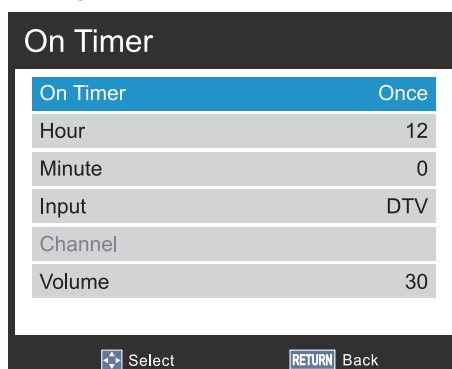 On Timer
On Timer Once
Hour 12
Minute 0
Input DTV
Channel
Volume 30
Select RETURN Back